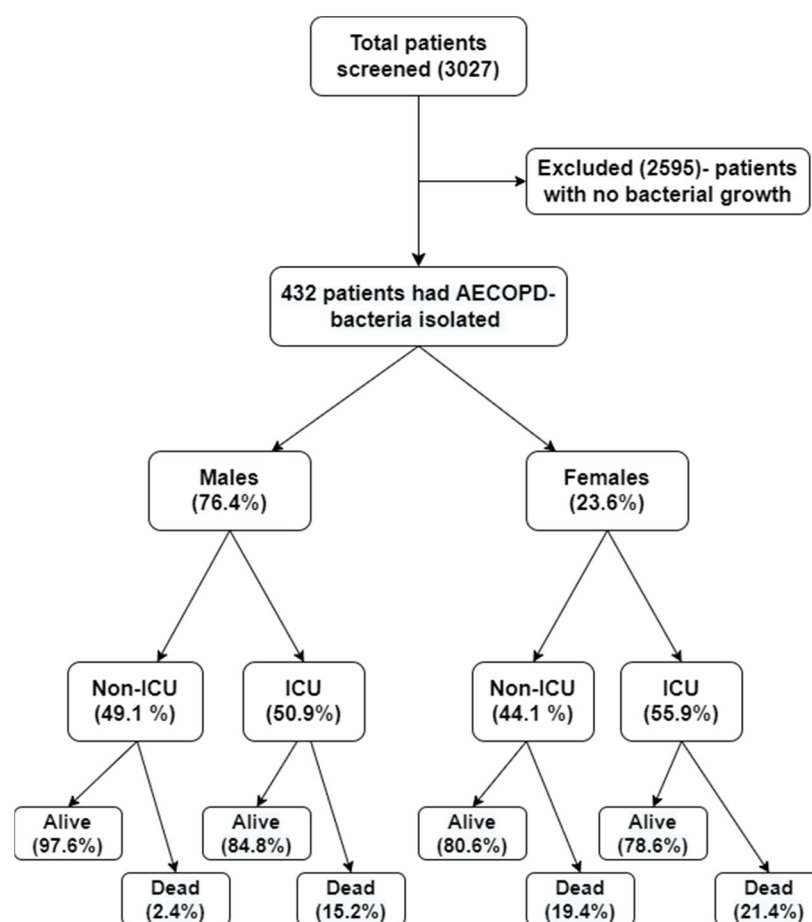 Total patients
screened (3027)
Excluded (2595)- patients
with no bacterial growth
432 patients had AECOPD-
bacteria isolated
Males
(76.4%)
Females
(23.6%)
Non-ICU
(49.1 %)
ICU
(50.9%)
Non-ICU
(44.1 %)
ICU
(55.9%)
Alive
(97.6%)
Alive
(84.8%)
Alive
(80.6%)
Alive
(78.6%)
Dead
(2.4%)
Dead
(15.2%)
Dead
(19.4%)
Dead
(21.4%)